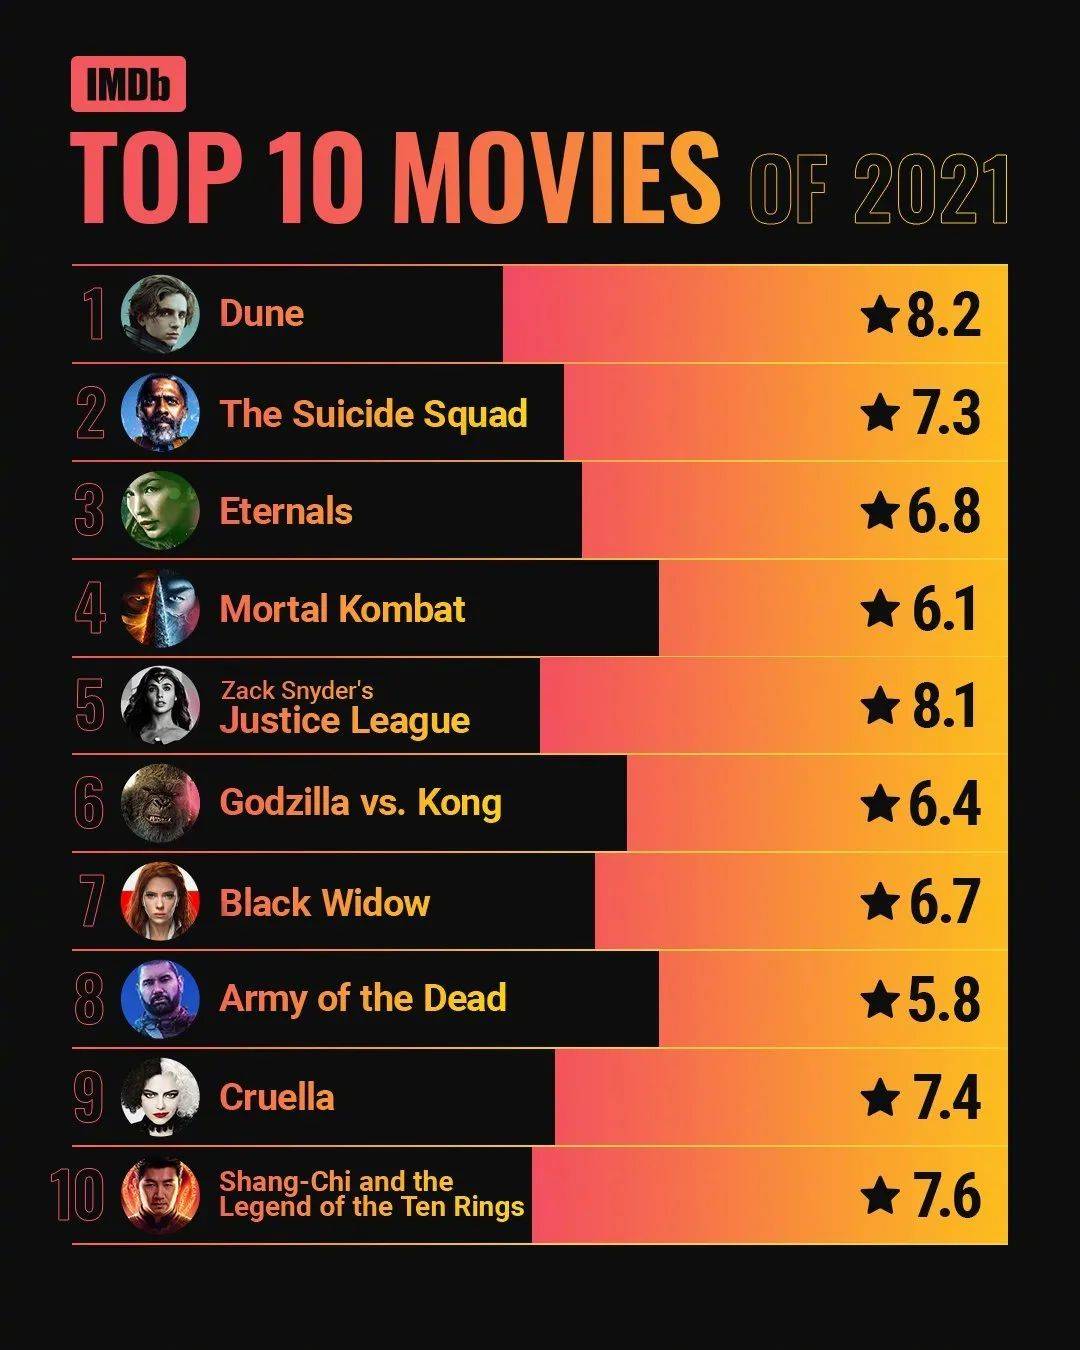 IMDb
TOP 10 MOVIES OF 2021
1 Dune 8.2
2 The Suicide Squad 7.3
3 Eternals 6.8
4 Mortal Kombat 6.1
5 Zack Snyder's
Justice League 8.1
6 Godzilla vs. Kong 6.4
7 Black Widow 6.7
8 Army of the Dead 5.8
9 Cruella 7.4
10 Shang-Chi and the
Legend of the Ten Rings 7.6